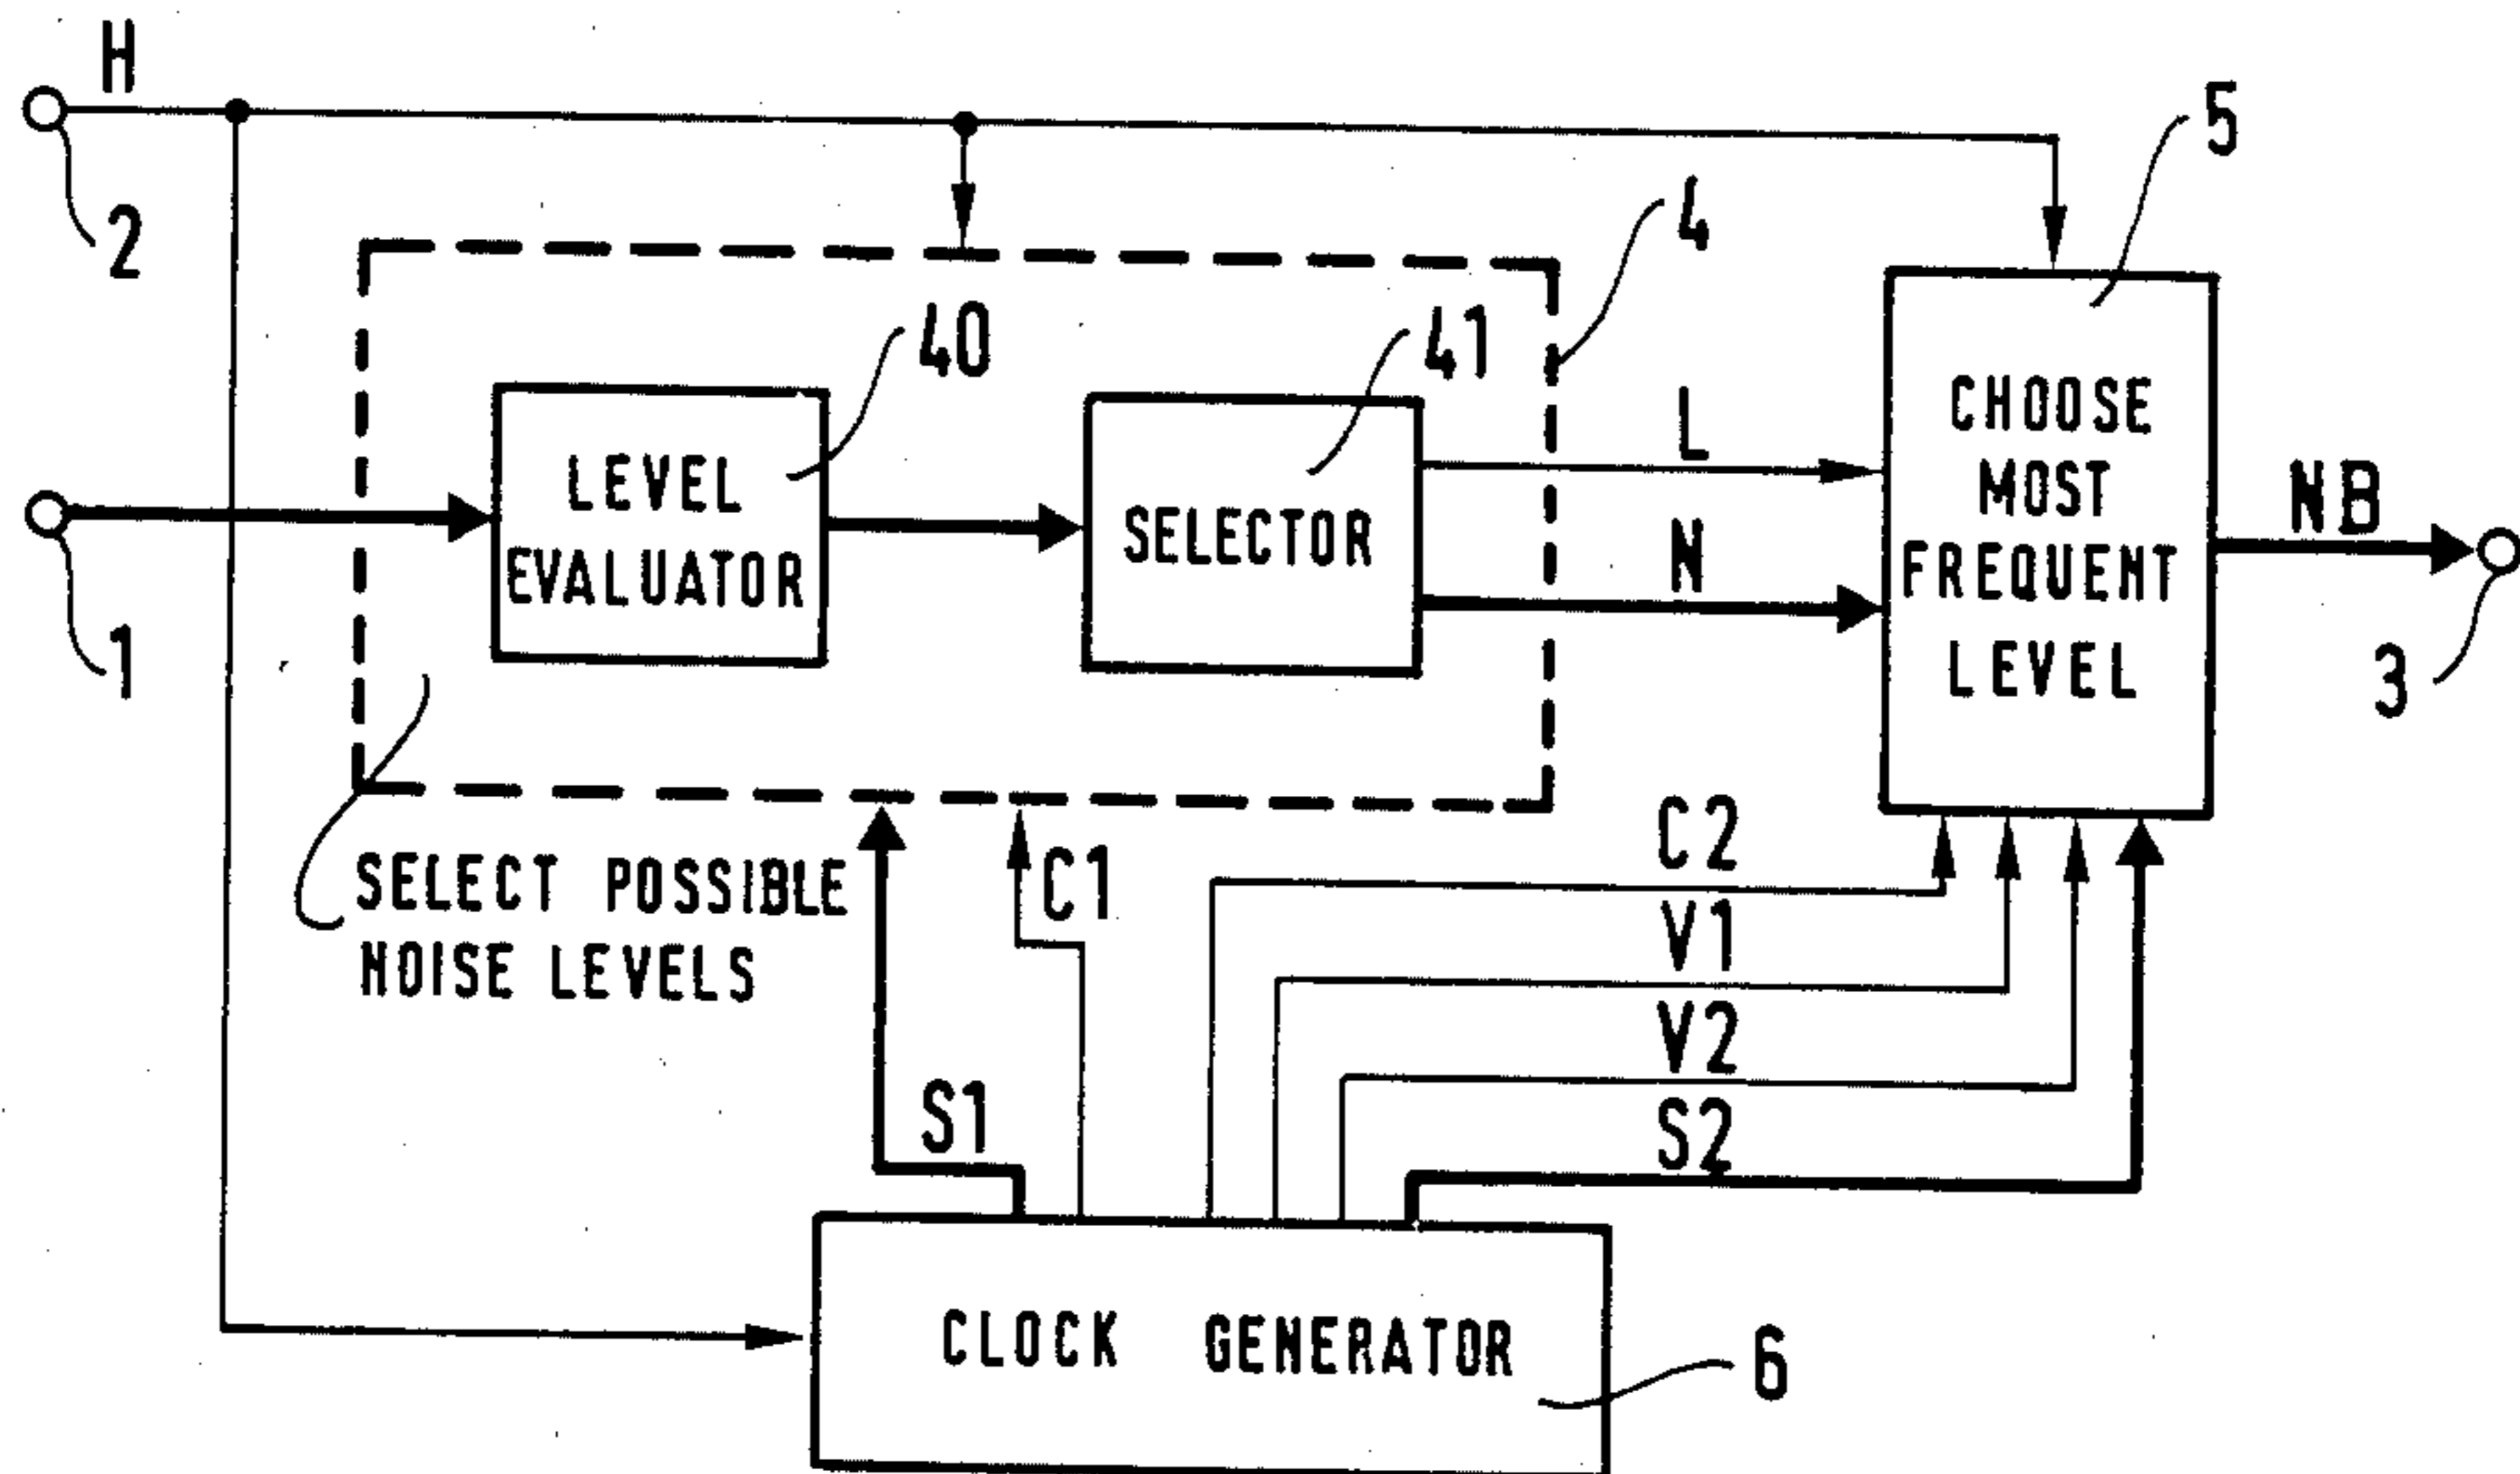 H
2
5
4
40
41
L
N
NB
1
3
LEVEL
EVALUATOR
SELECTOR
CHOOSE
MOST
FREQUENT
LEVEL
SELECT POSSIBLE
NOISE LEVELS
C1
C2
V1
V2
S1
S2
CLOCK GENERATOR
6